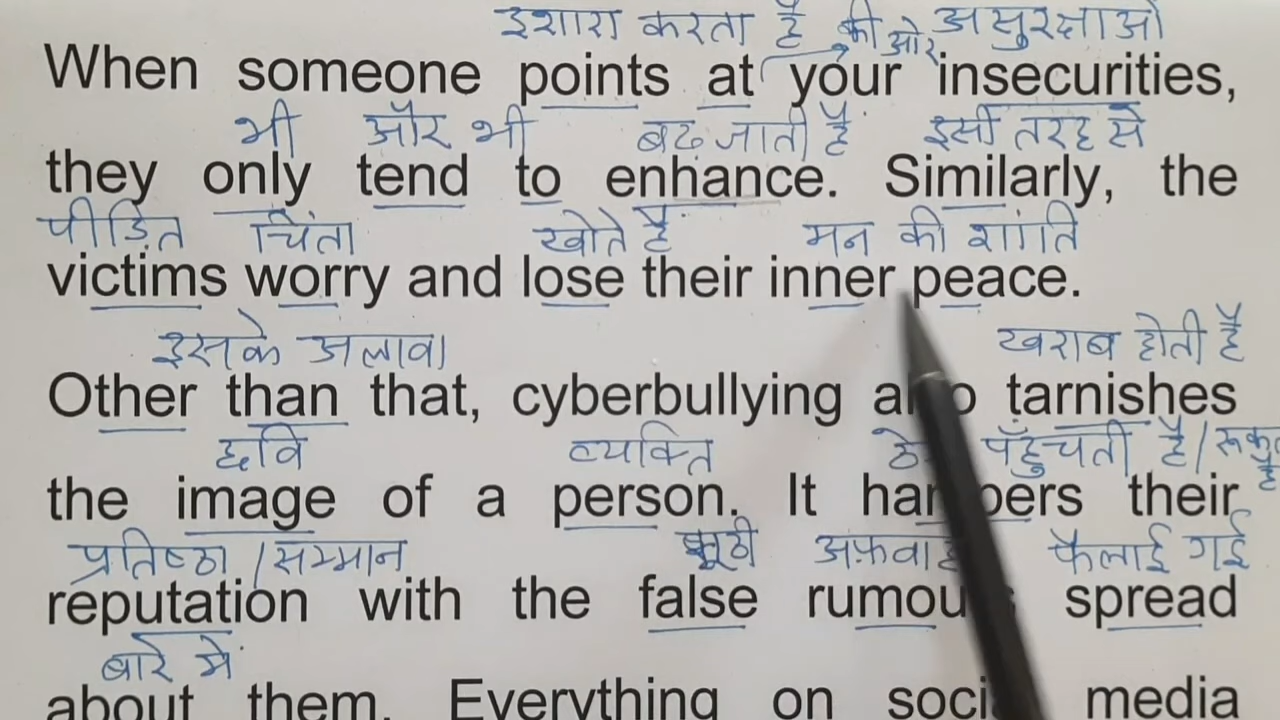 इशारा करता है की ओर असुरक्षाओं
When someone points at your insecurities,
भी और भी बढ़ जाती है इसी तरह से
they only tend to enhance. Similarly, the
पीड़ित चिंता खोते है मन की शांति
victims worry and lose their inner peace.
इसके अलावा खराब होती है
Other than that, cyberbullying also tarnishes
छवि व्यक्ति पहुँचती है/
the image of a person. It hampers their
प्रतिष्ठा/सम्मान झूठी फैलाई गई
reputation with the false rumours spread
बारे में
about them. Everything on social media